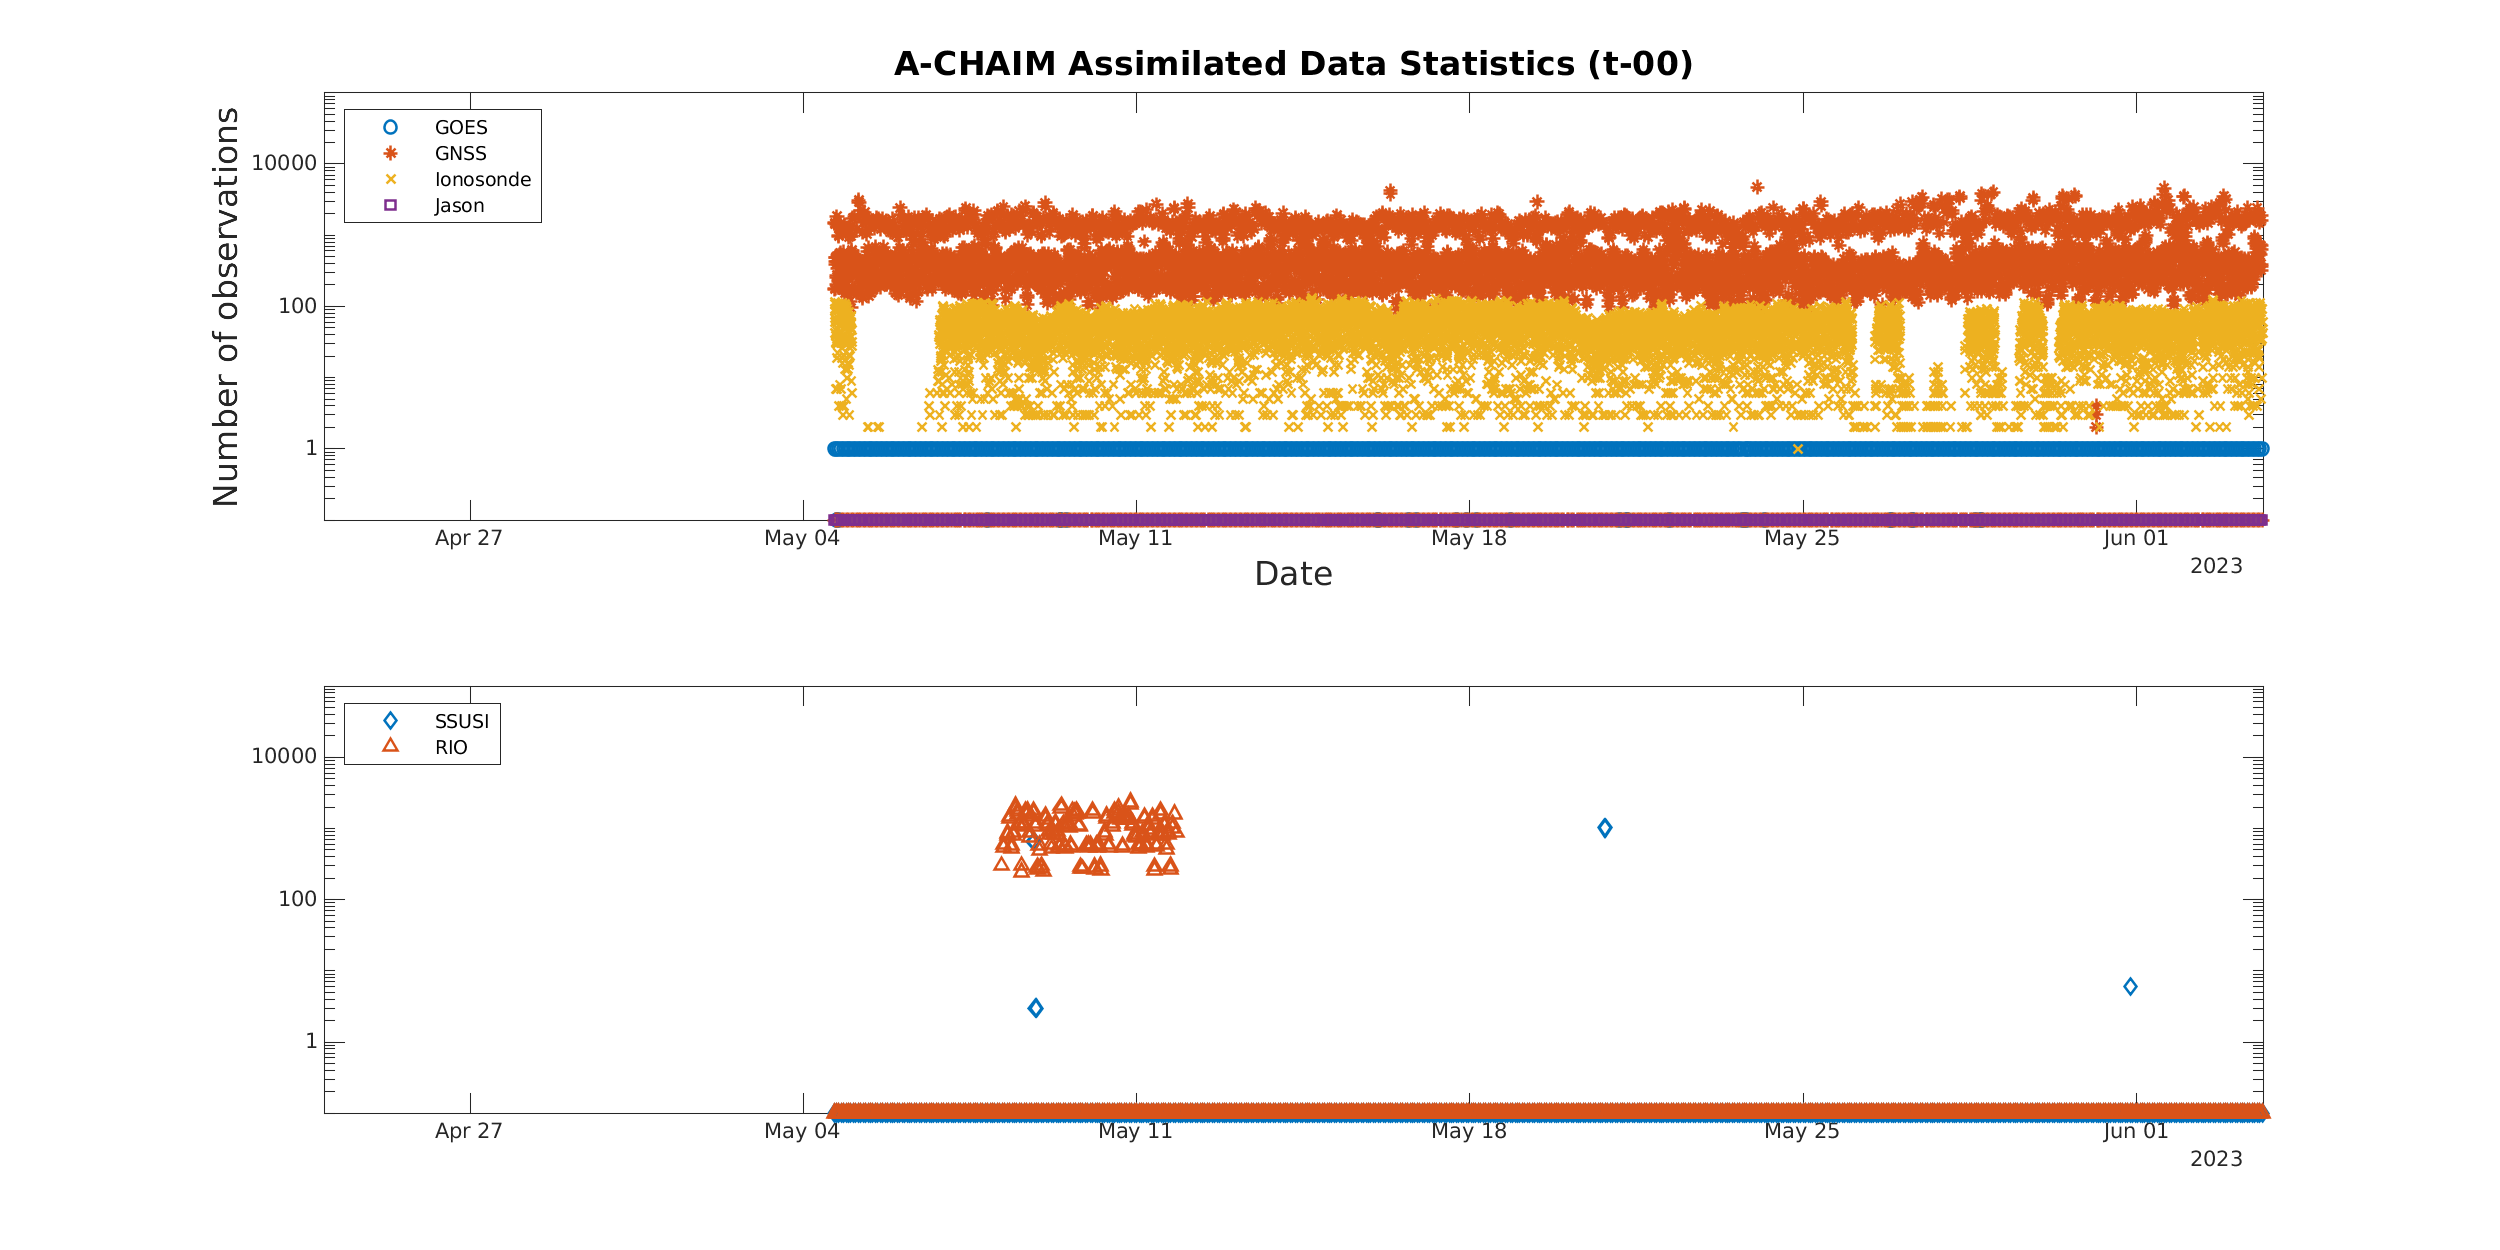 A-CHAIM Assimilated Data Statistics (t-00)
Number of observations
10000
100
1
GOES
GNSS
Ionosonde
Jason
Apr 27
May 04
May 11
May 18
May 25
Jun 01
2023
Date
10000
100
1
SSUSI
RIO
Apr 27
May 04
May 11
May 18
May 25
Jun 01
2023